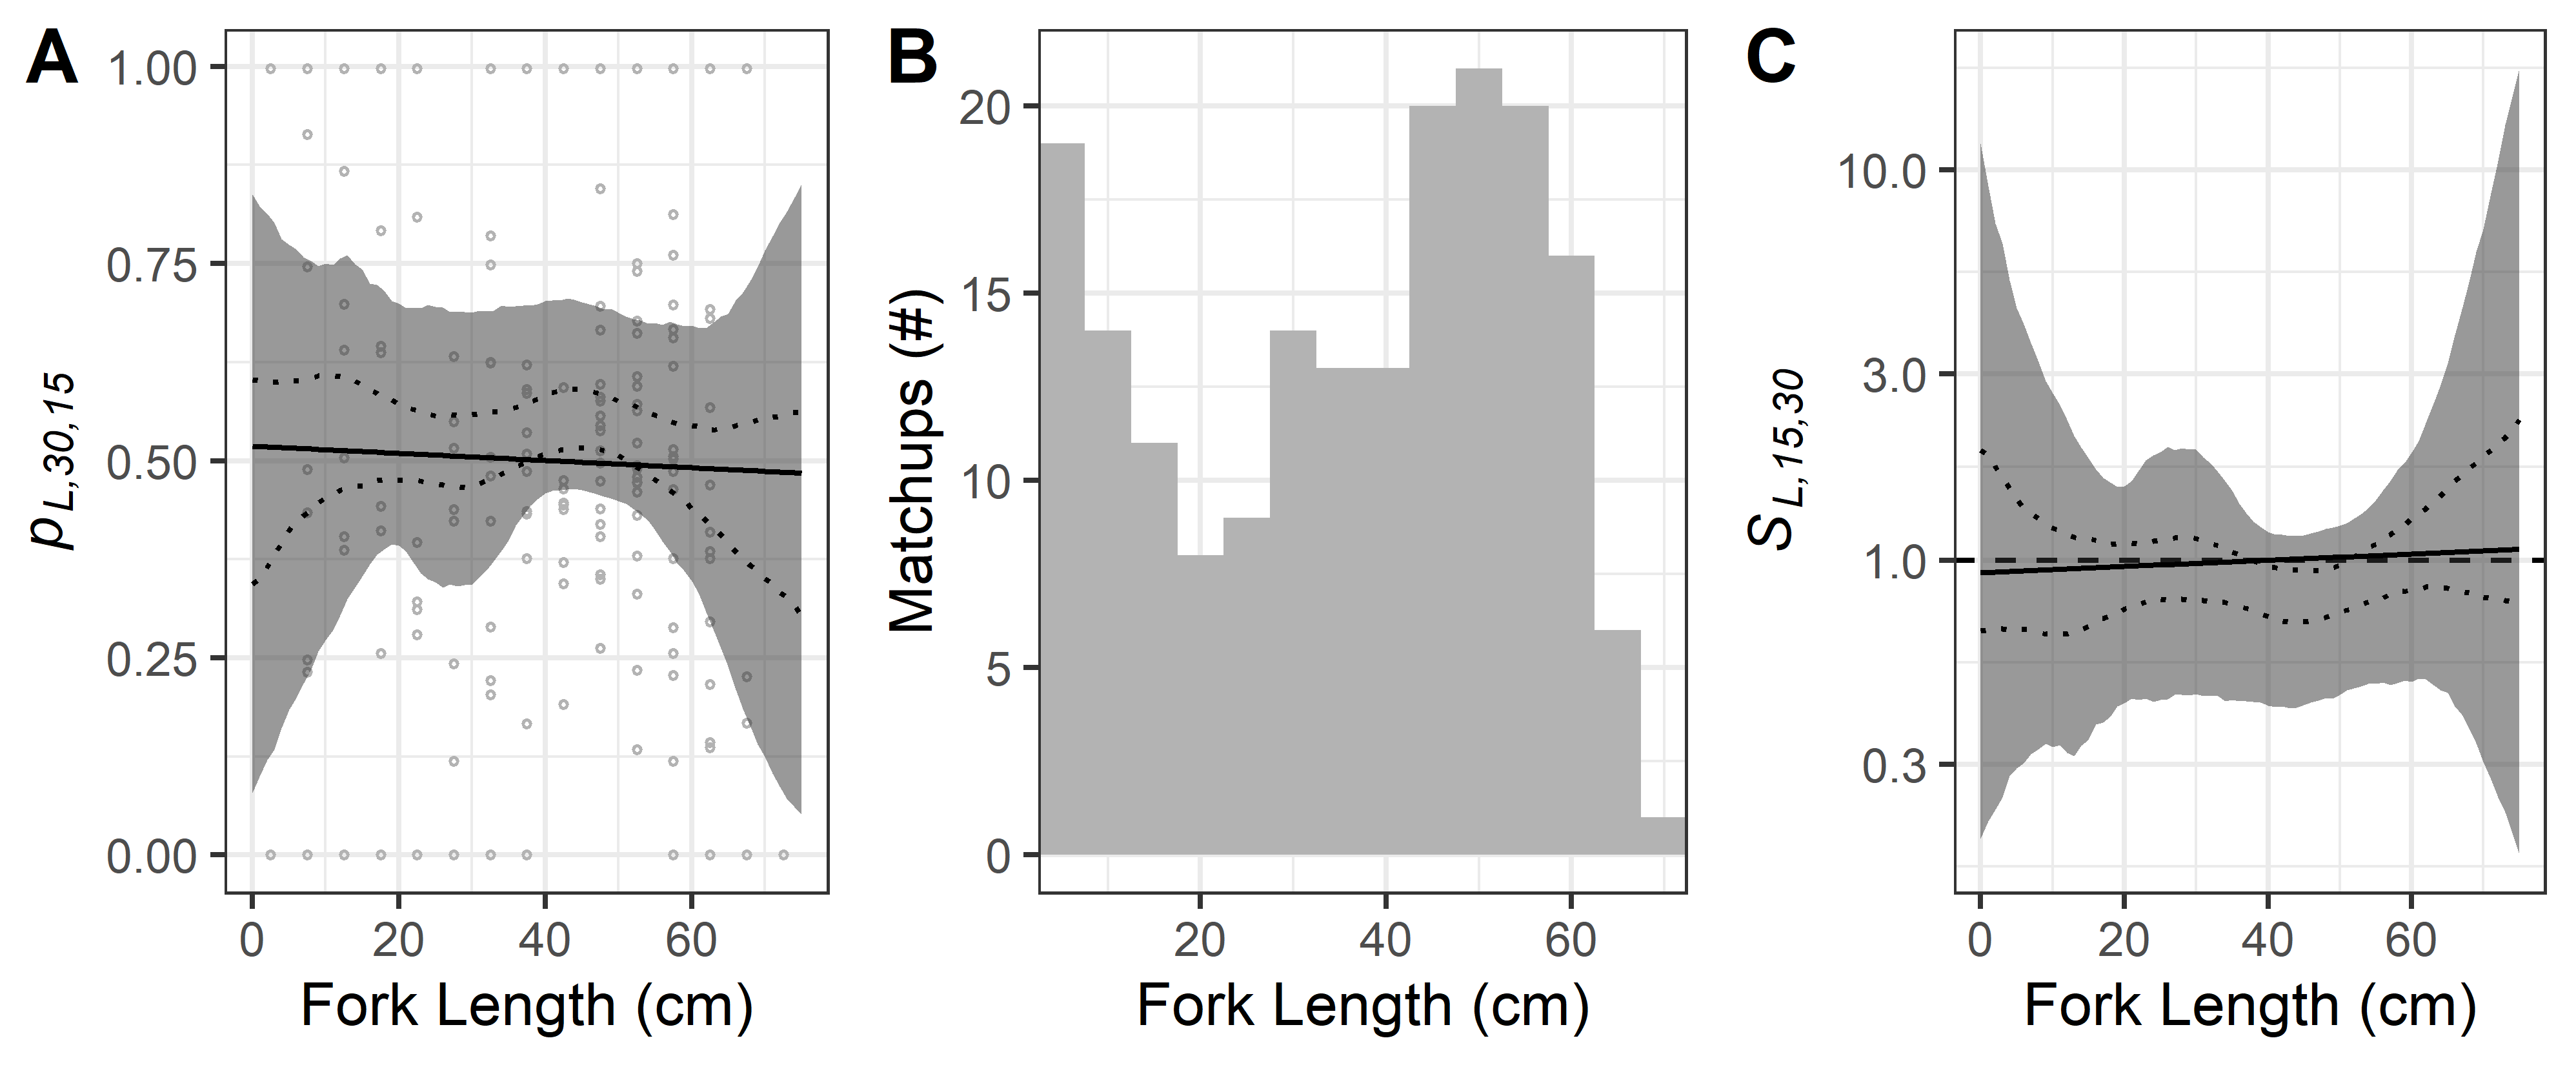 A
1.00
0.75
0.50
0.25
0.00
p L,30,15
0 20 40 60
Fork Length (cm)
B
20
15
10
5
0
Matchups (#)
20 40 60
Fork Length (cm)
C
10.0
3.0
1.0
0.3
S L,15,30
0 20 40 60
Fork Length (cm)